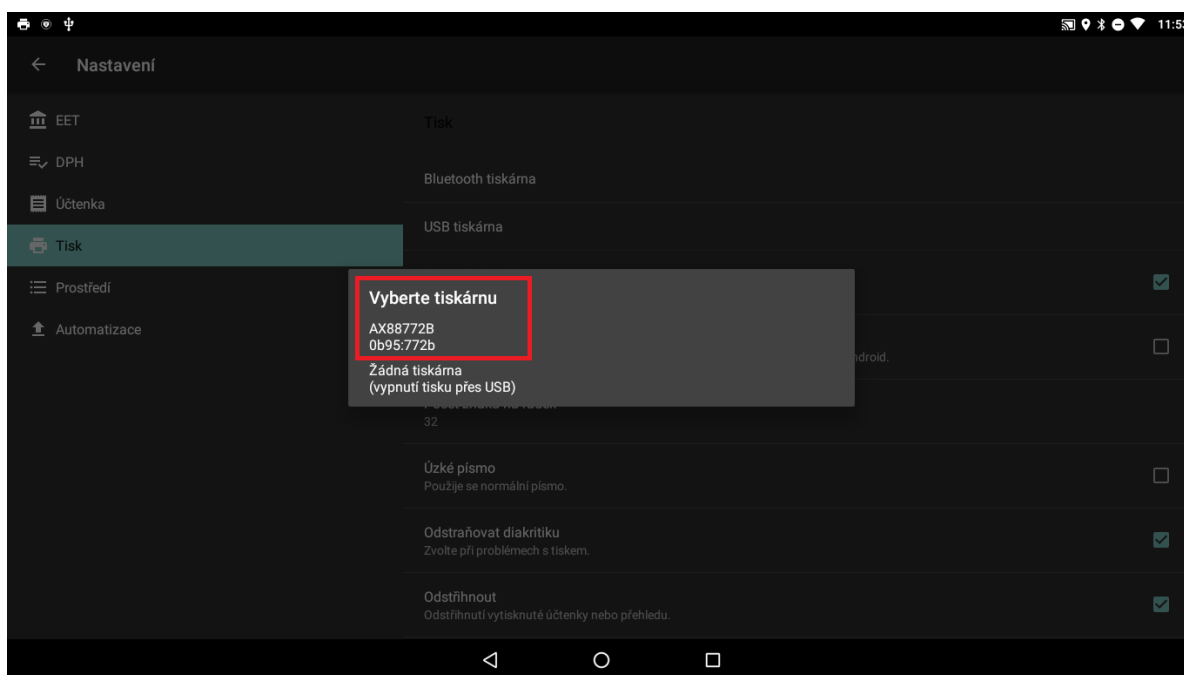 11:53
Nastavení
EET
DPH
Účtenka
Tisk
Prostředí
Automatizace
Tisk
Bluetooth tiskárna
USB tiskárna
Vyberte tiskárnu
AX88772B
0b95:772b
Žádná tiskárna
(vypnutí tisku přes USB)
32
Úzké písmo
Použije se normální písmo.
Odstraňovat diakritiku
Zvolte při problémech s tiskem.
Odstřihnout
Odstřihnutí vytisknuté účtenky nebo přehledu.